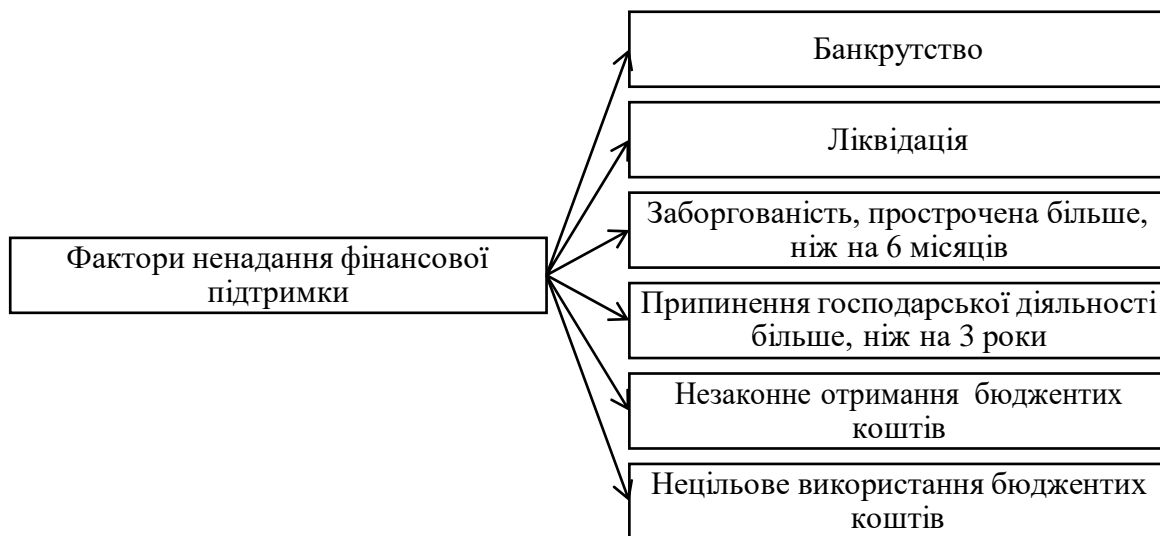 Банкрутство
Ліквідація
Заборгованість, прострочена більше,
ніж на 6 місяців
Фактори ненадання фінансової
підтримки
Припинення господарської діяльності
більше, ніж на 3 роки
Незаконне отримання бюджентих
коштів
Нецільове використання бюджентих
коштів